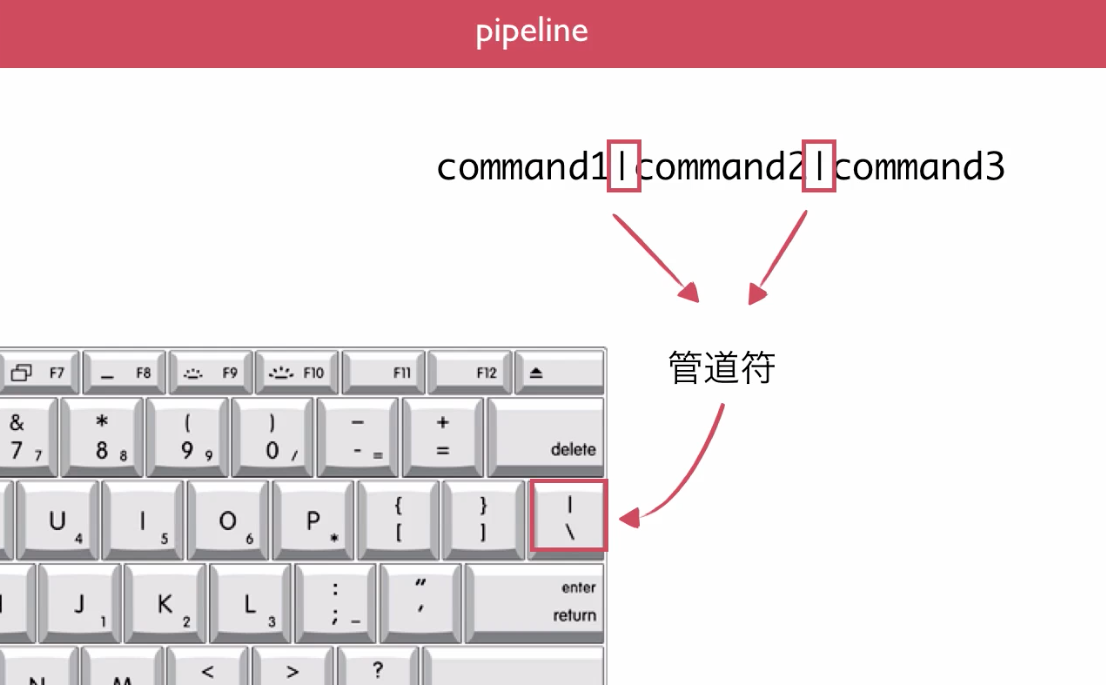 pipeline
command1|command2|command3
管道符
F7 F8 F9 F10 F11 F12
& * ( ) – +
7 7 8 8 9 9 0 / - = = delete
U 4 I 5 O 6 P * { [ } ] | \
J 1 K 2 L 3 : ; – " ' enter return
N M < > ?